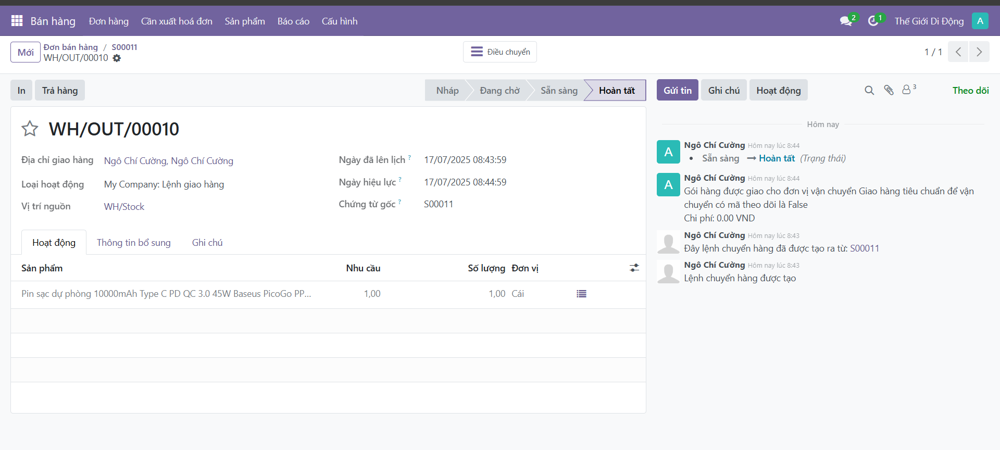 Bán hàng Đơn hàng Cần xuất hoá đơn Sản phẩm Báo cáo Cấu hình 2 1 Thế Giới Di Động A
Mới Đơn bán hàng / S00011 Điều chuyển 1 / 1
WH/OUT/00010
In Trả hàng Nháp Đang chờ Sẵn sàng Hoàn tất Gửi tin Ghi chú Hoạt động 3 Theo dõi
WH/OUT/00010
Địa chỉ giao hàng Ngô Chí Cường, Ngô Chí Cường
Loại hoạt động My Company: Lệnh giao hàng
Vị trí nguồn WH/Stock
Ngày đã lên lịch ? 17/07/2025 08:43:59
Ngày hiệu lực ? 17/07/2025 08:44:59
Chứng từ gốc ? S00011
Hoạt động Thông tin bổ sung Ghi chú
Sản phẩm Nhu cầu Số lượng Đơn vị
Pin sạc dự phòng 10000mAh Type C PD QC 3.0 45W Baseus PicoGo PP... 1,00 1,00 Cái
Hôm nay
A Ngô Chí Cường Hôm nay lúc 8:44
• Sẵn sàng → Hoàn tất (Trạng thái)
A Ngô Chí Cường Hôm nay lúc 8:44
Gói hàng được giao cho đơn vị vận chuyển Giao hàng tiêu chuẩn để vận
chuyển có mã theo dõi là False
Chi phí: 0.00 VND
Ngô Chí Cường Hôm nay lúc 8:43
Đây lệnh chuyển hàng đã được tạo ra từ: S00011
Ngô Chí Cường Hôm nay lúc 8:43
Lệnh chuyển hàng được tạo